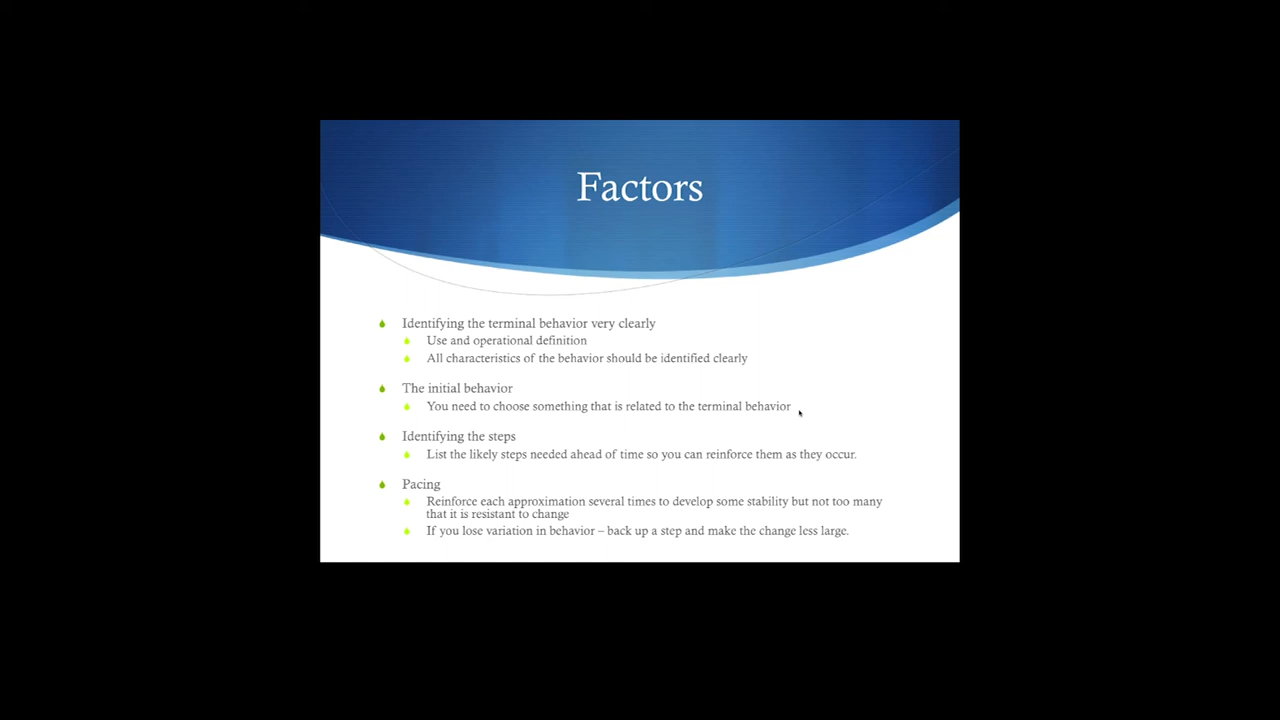 Factors
Identifying the terminal behavior very clearly
Use and operational definition
All characteristics of the behavior should be identified clearly
The initial behavior
You need to choose something that is related to the terminal behavior
Identifying the steps
List the likely steps needed ahead of time so you can reinforce them as they occur.
Pacing
Reinforce each approximation several times to develop some stability but not too many
that it is resistant to change
If you lose variation in behavior – back up a step and make the change less large.